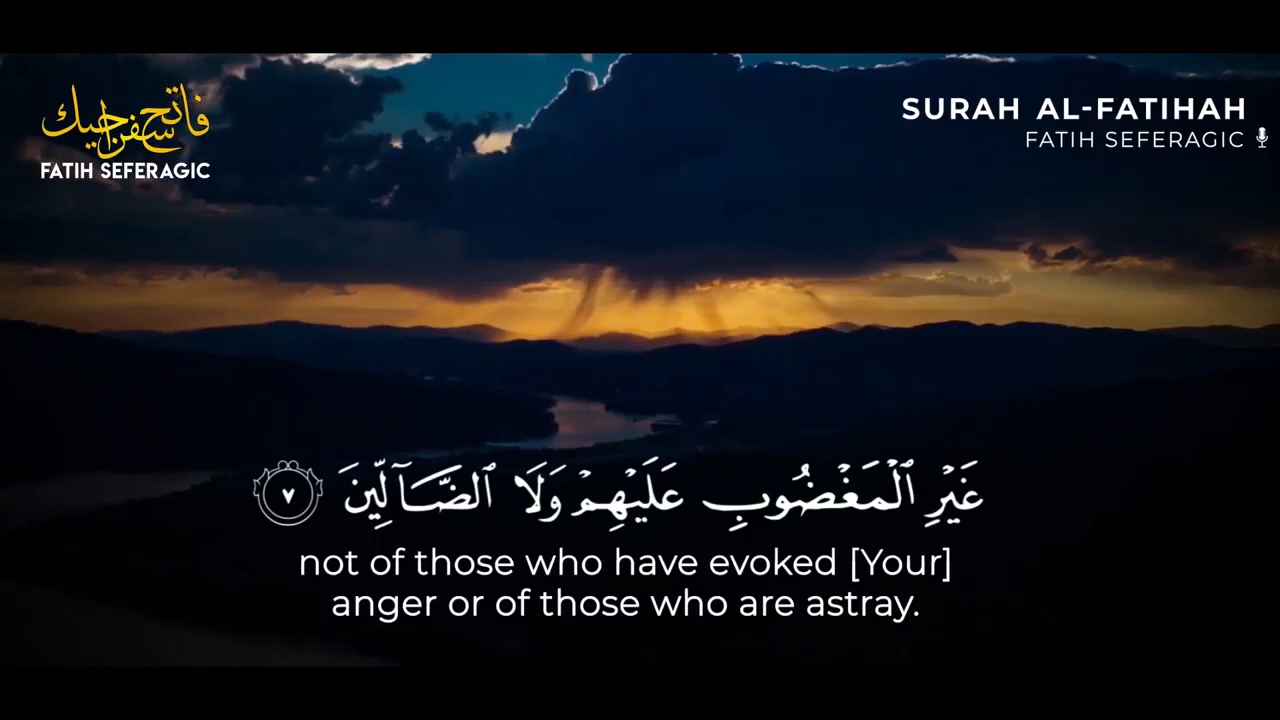 فاتح سفراجيك
FATIH SEFERAGIC
SURAH AL-FATIHAH
FATIH SEFERAGIC
غَيْرِ ٱلْمَغْضُوبِ عَلَيْهِمْ وَلَا ٱلضَّآلِّينَ ٧
not of those who have evoked [Your]
anger or of those who are astray.